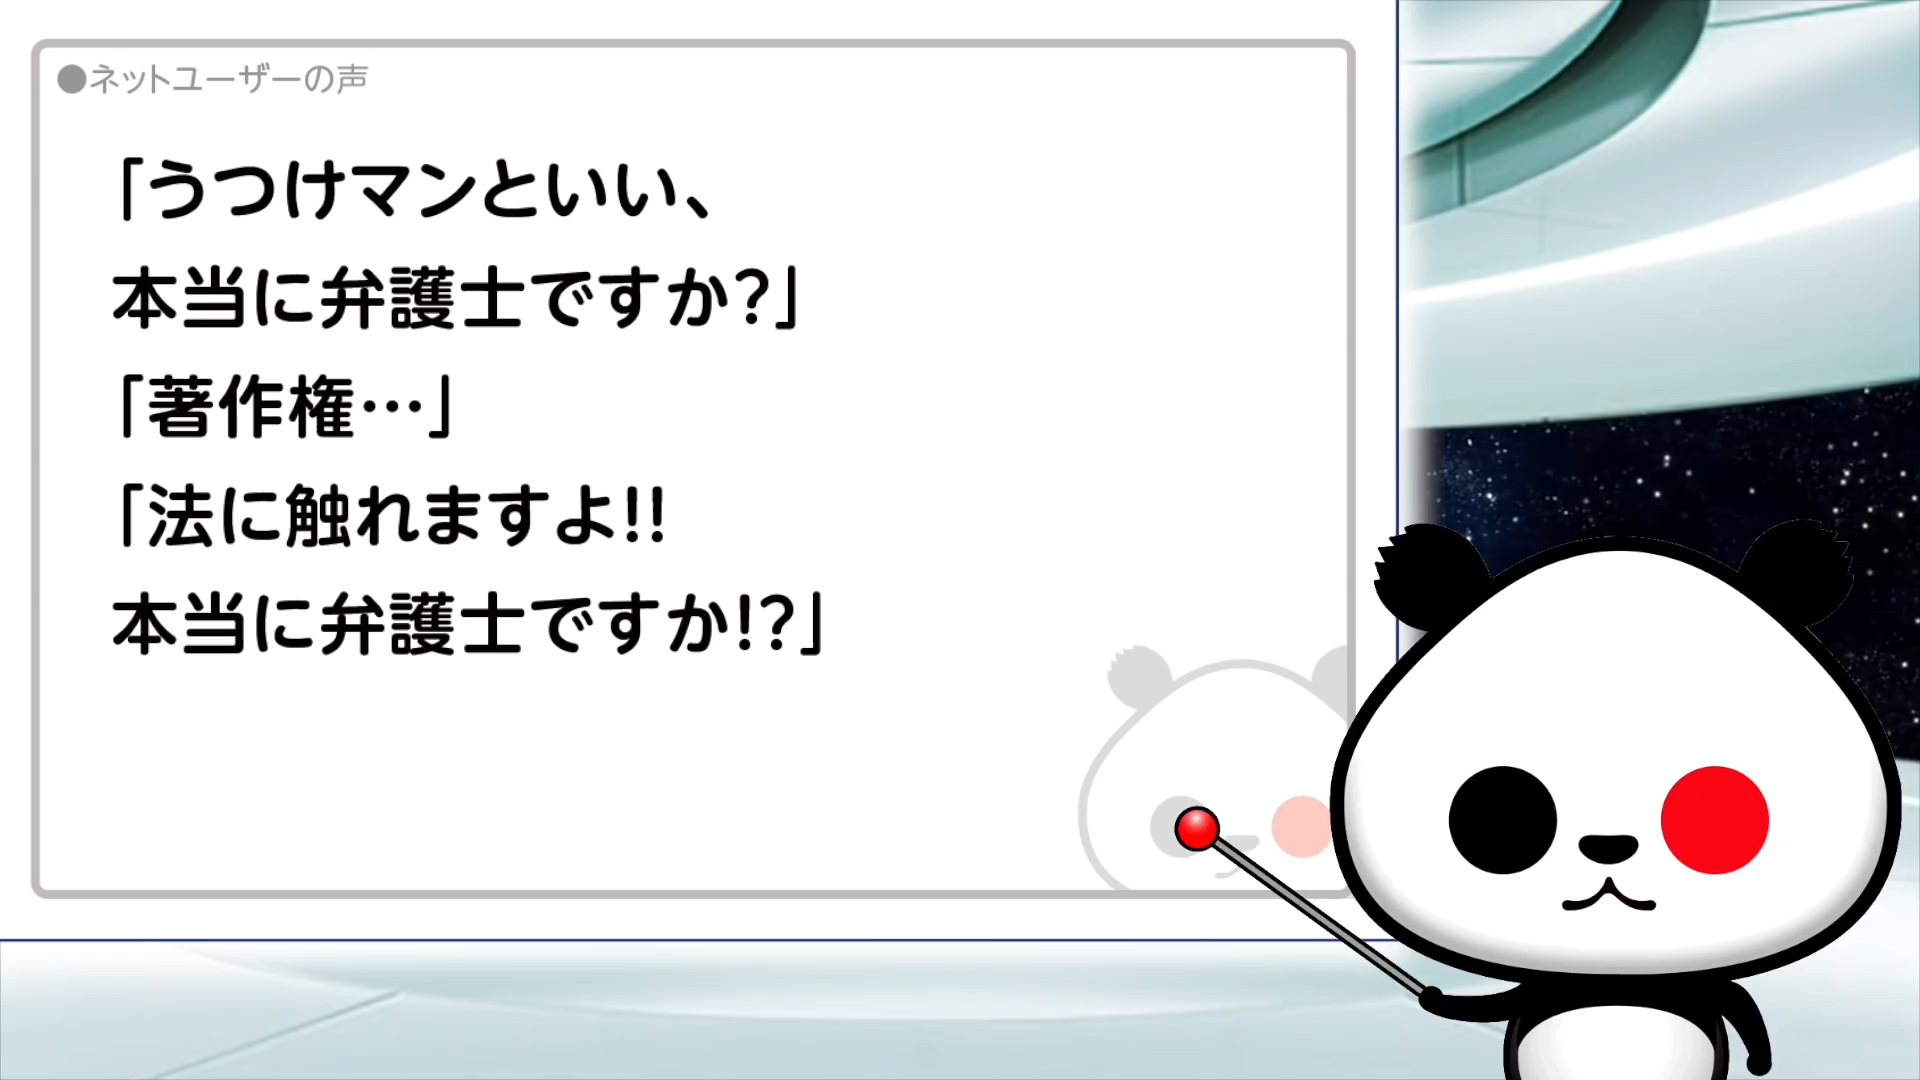 ●ネットユーザーの声
「うつけマンといい、
本当に弁護士ですか?」
「著作権…」
「法に触れますよ!!
本当に弁護士ですか!?」